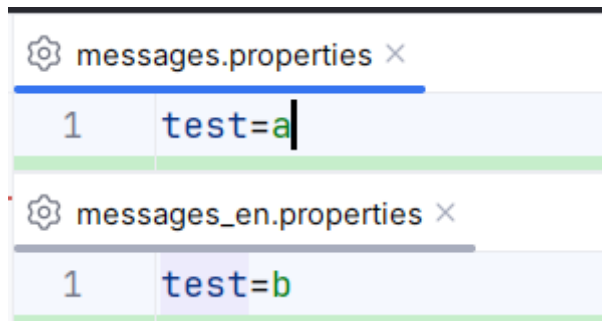 messages.properties
1 test=a
messages_en.properties
1 test=b